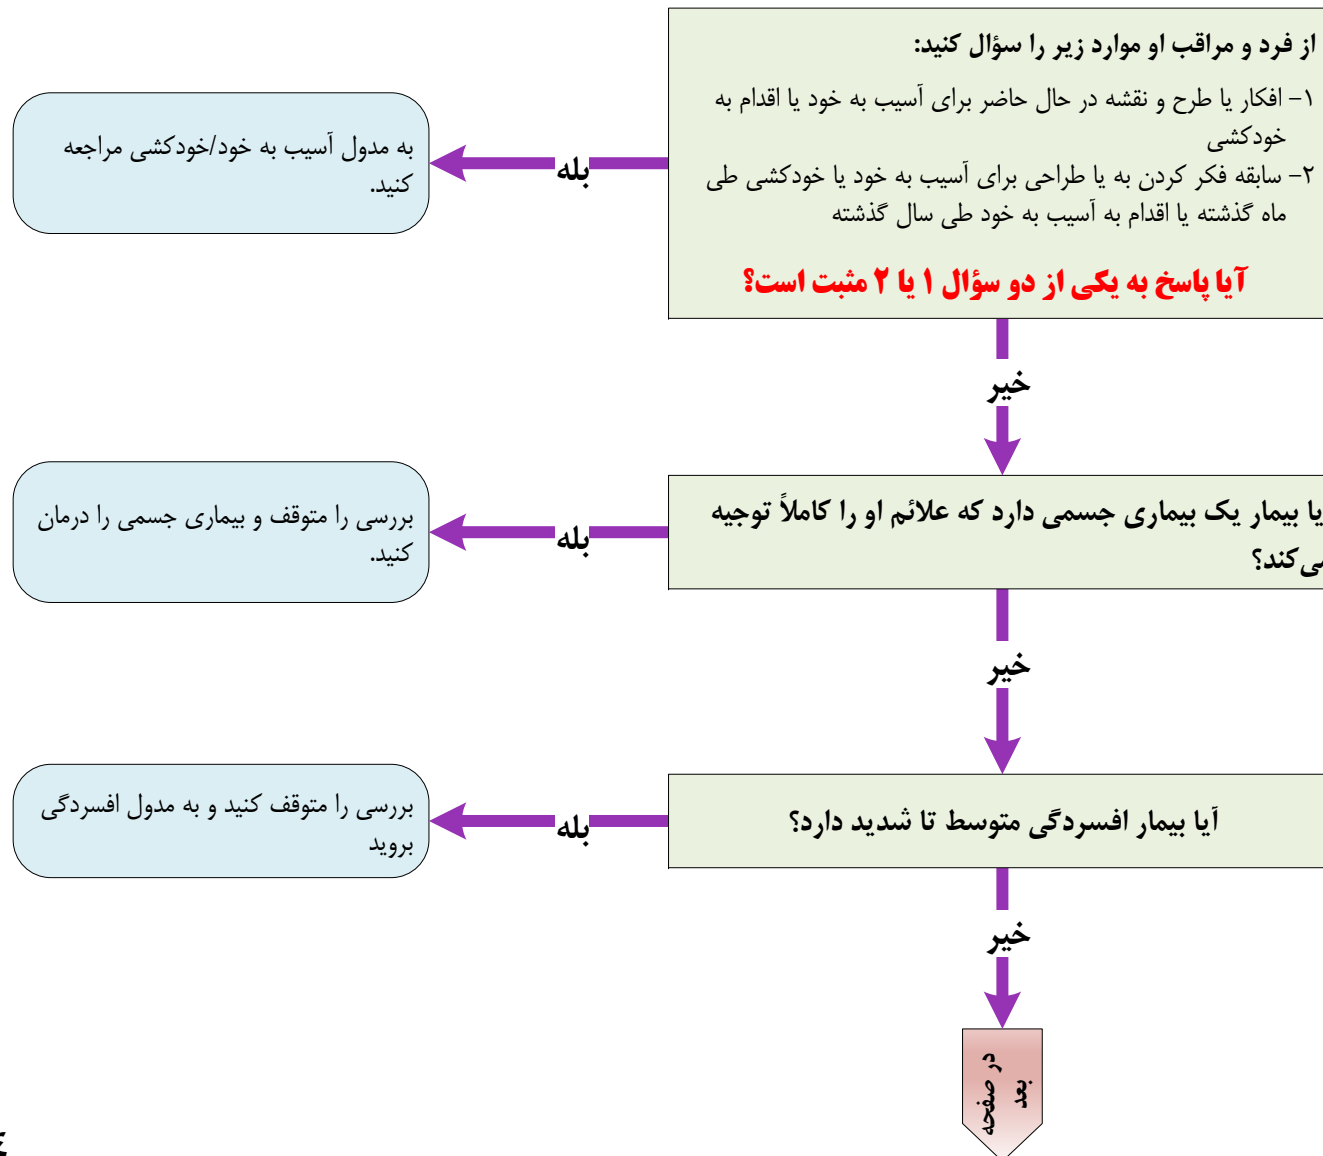 از فرد و مراقب او موارد زیر را سؤال کنید:
۱- افکار یا طرح و نقشه در حال حاضر برای آسیب به خود یا اقدام به
خودکشی
۲- سابقه فکر کردن به یا طراحی برای آسیب به خود یا خودکشی طی
ماه گذشته یا اقدام به آسیب به خود طی سال گذشته
آیا پاسخ به یکی از دو سؤال ۱ یا ۲ مثبت است؟
بله
به مدول آسیب به خود/خودکشی مراجعه
کنید.
خیر
یا بیمار یک بیماری جسمی دارد که علائم او را کاملاً توجیه
می‌کند؟
بله
بررسی را متوقف و بیماری جسمی را درمان
کنید.
خیر
آیا بیمار افسردگی متوسط تا شدید دارد؟
بله
بررسی را متوقف کنید و به مدول افسردگی
بروید
خیر
در صفحه
بعد